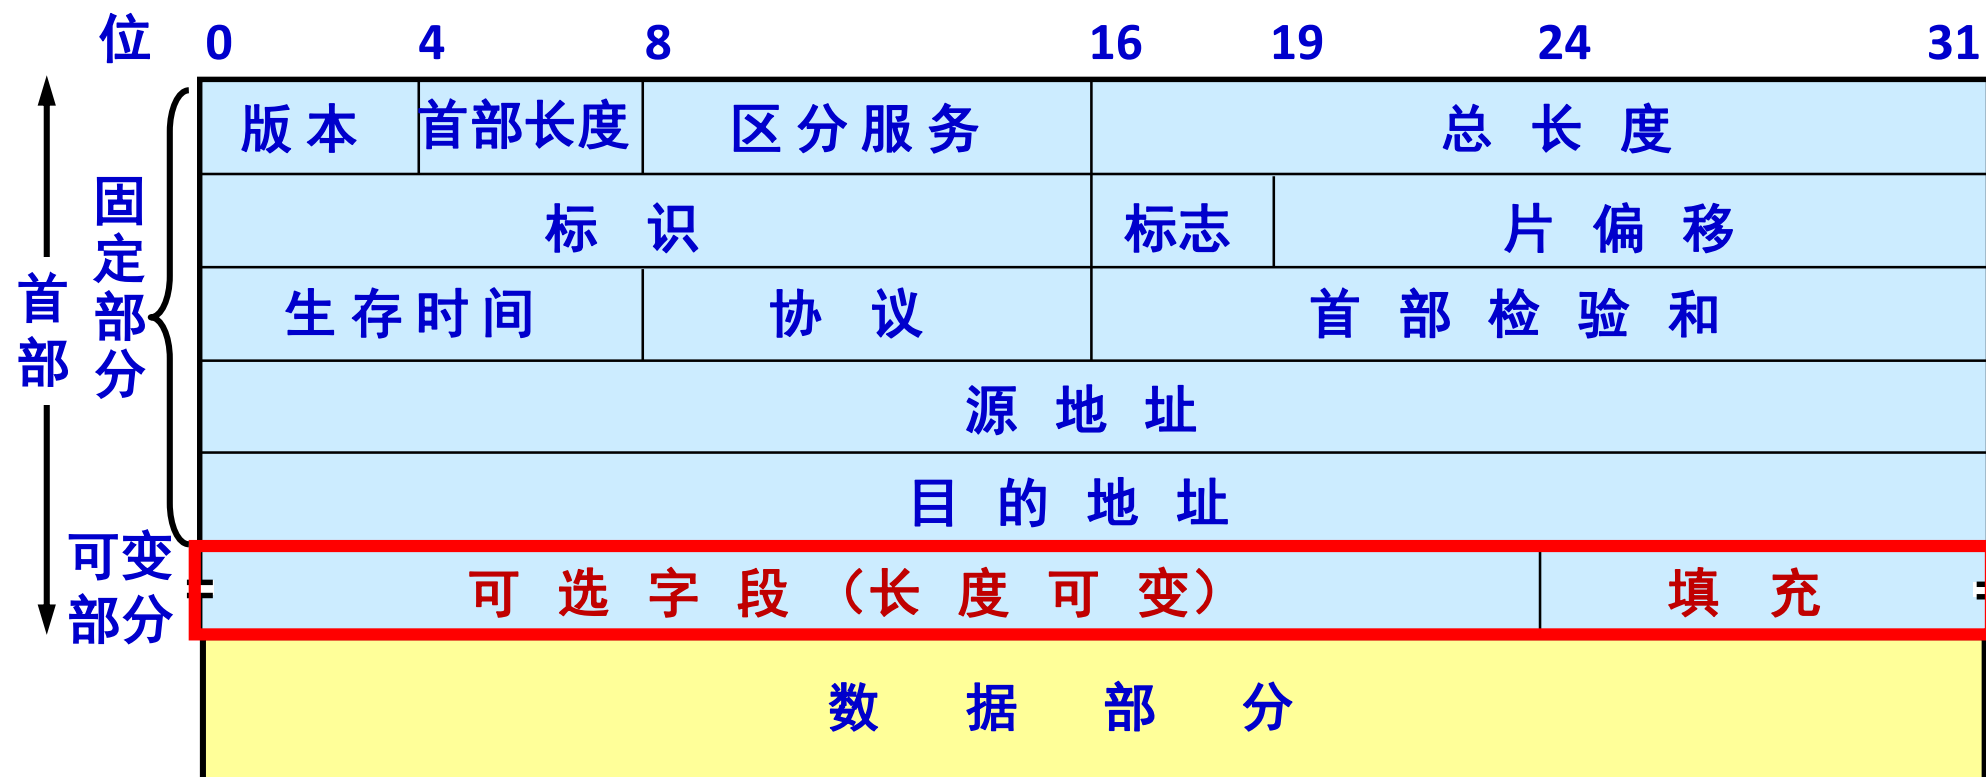 位 0 4 8 16 19 24 31
版本 首部长度 区分服务 总长度
标识 标志 片偏移
生存时间 协议 首部检验和
源地址
目的地址
可选字段（长度可变） 填充
数据部分
首部
固定部分
可变
部分